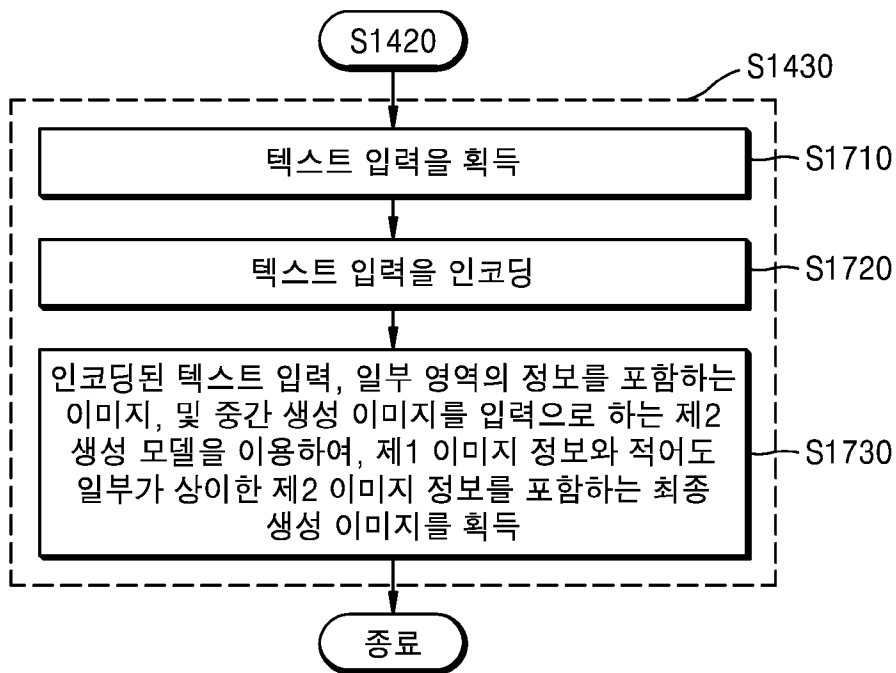 S1420
S1430
텍스트 입력을 획득
S1710
텍스트 입력을 인코딩
S1720
인코딩된 텍스트 입력, 일부 영역의 정보를 포함하는
이미지, 및 중간 생성 이미지를 입력으로 하는 제2
생성 모델을 이용하여, 제1 이미지 정보와 적어도
일부가 상이한 제2 이미지 정보를 포함하는 최종
생성 이미지를 획득
S1730
종료